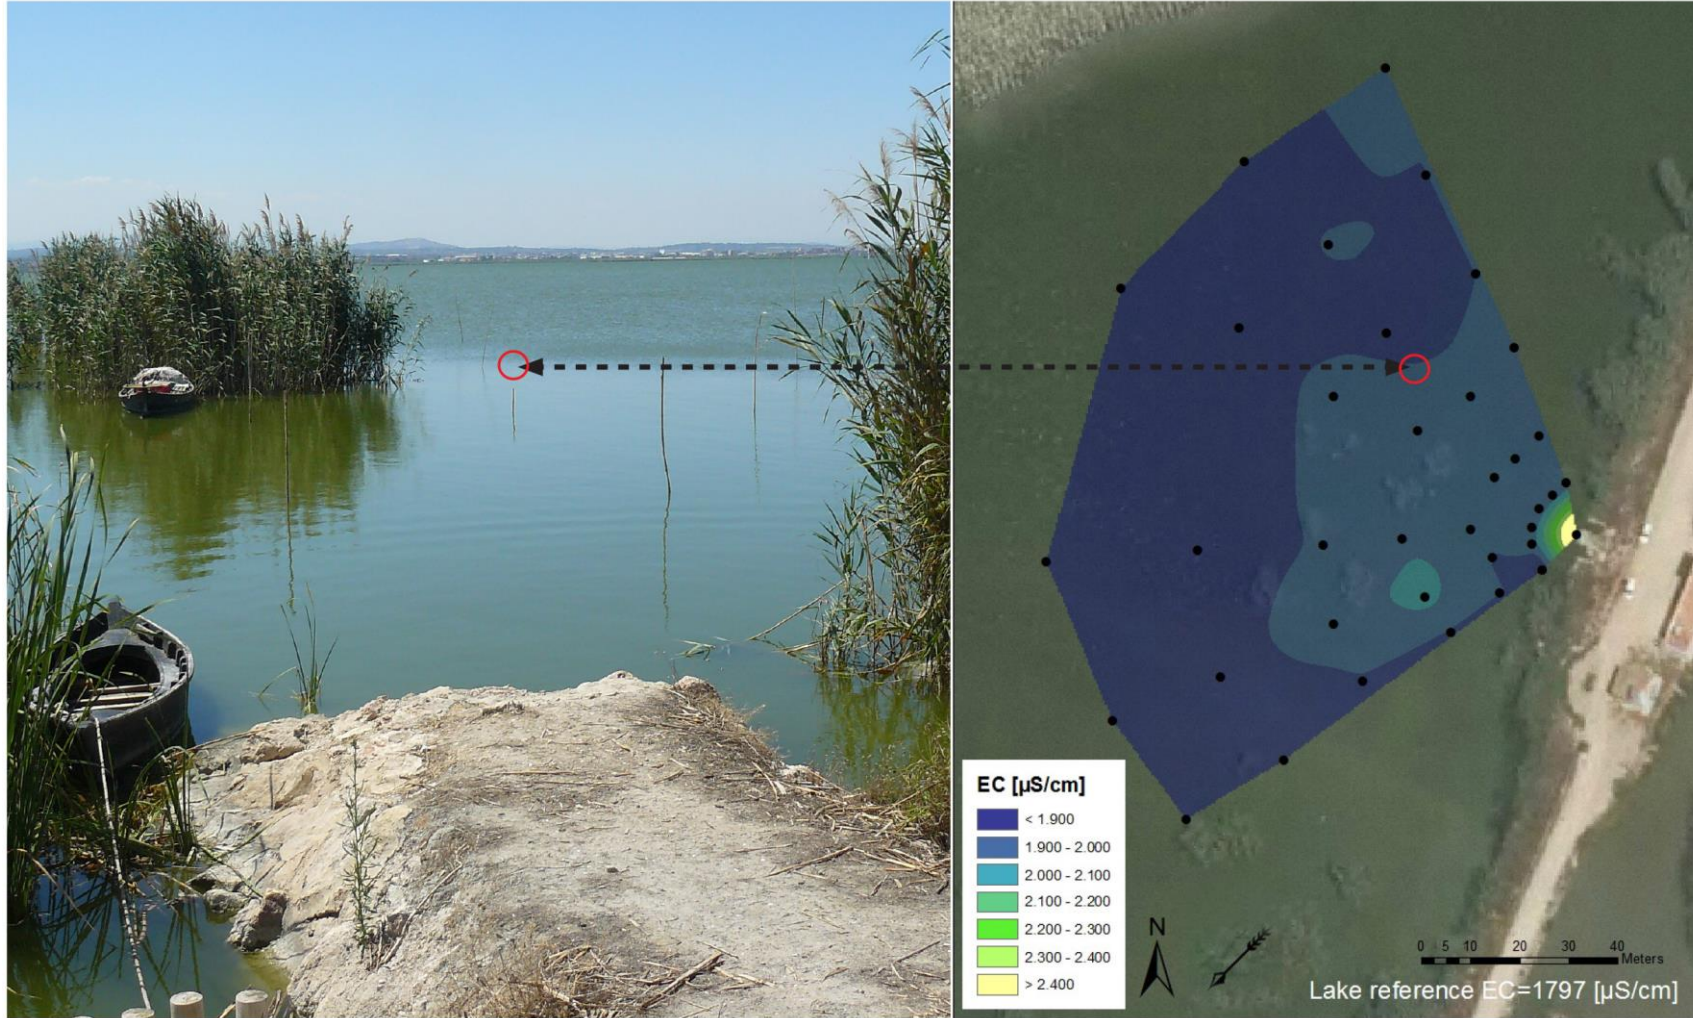 EC [µS/cm]
< 1.900
1.900 - 2.000
2.000 - 2.100
2.100 - 2.200
2.200 - 2.300
2.300 - 2.400
> 2.400
N
0 5 10 20 30 40
Meters
Lake reference EC=1797 [µS/cm]